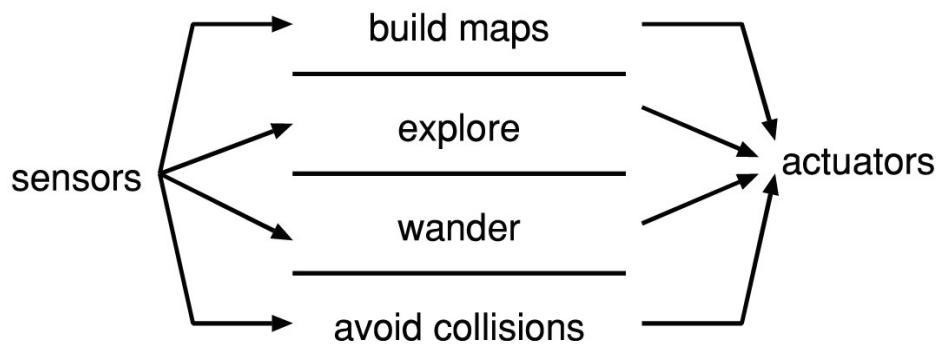 build maps
explore
sensors
actuators
wander
avoid collisions